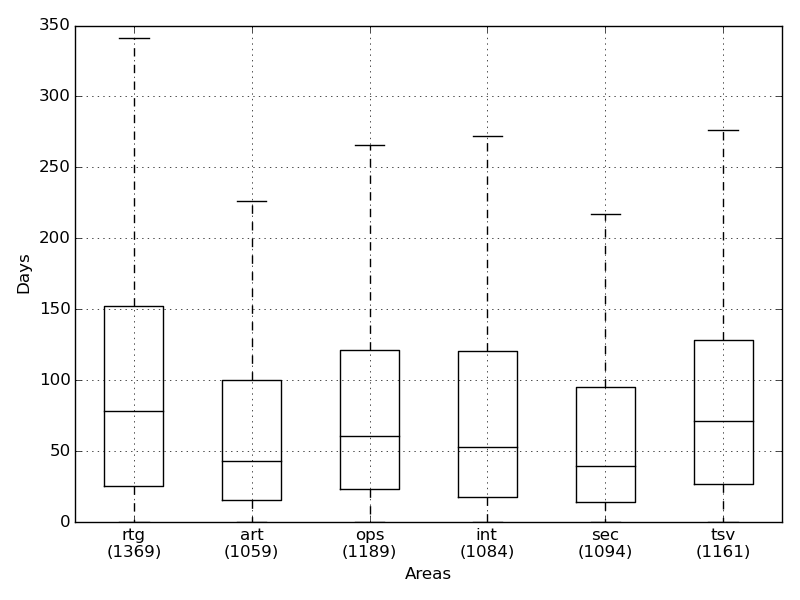 350
300
250
200
150
100
50
0
Days
rtg art ops int sec tsv
(1369) (1059) (1189) (1084) (1094) (1161)
Areas